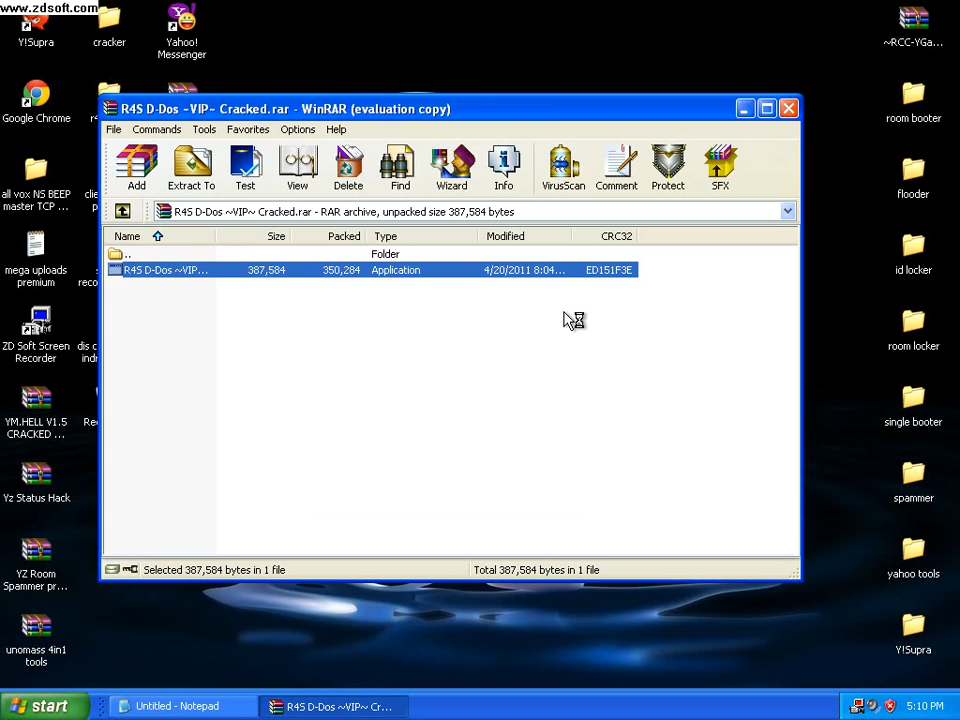 www.zdsoft.com
Y!Supra
cracker
Yahoo!
Messenger
~RCC-YGa...
Google Chrome
room booter
all vox NS BEEP
master TCP ...
flooder
mega uploads
premium
id locker
ZD Soft Screen
Recorder
room locker
YM.HELL V1.5
CRACKED ...
single booter
Yz Status Hack
spammer
YZ Room
Spammer pr...
yahoo tools
unomass 4in1
tools
Y!Supra
R4S D-Dos ~VIP~ Cracked.rar - WinRAR (evaluation copy)
File Commands Tools Favorites Options Help
Add Extract To Test View Delete Find Wizard Info VirusScan Comment Protect SFX
R4S D-Dos ~VIP~ Cracked.rar - RAR archive, unpacked size 387,584 bytes
Name Size Packed Type Modified CRC32
.. Folder
R4S D-Dos ~VIP... 387,584 350,284 Application 4/20/2011 8:04... ED151F3E
Selected 387,584 bytes in 1 file Total 387,584 bytes in 1 file
start Untitled - Notepad R4S D-Dos ~VIP~ Cr... 5:10 PM